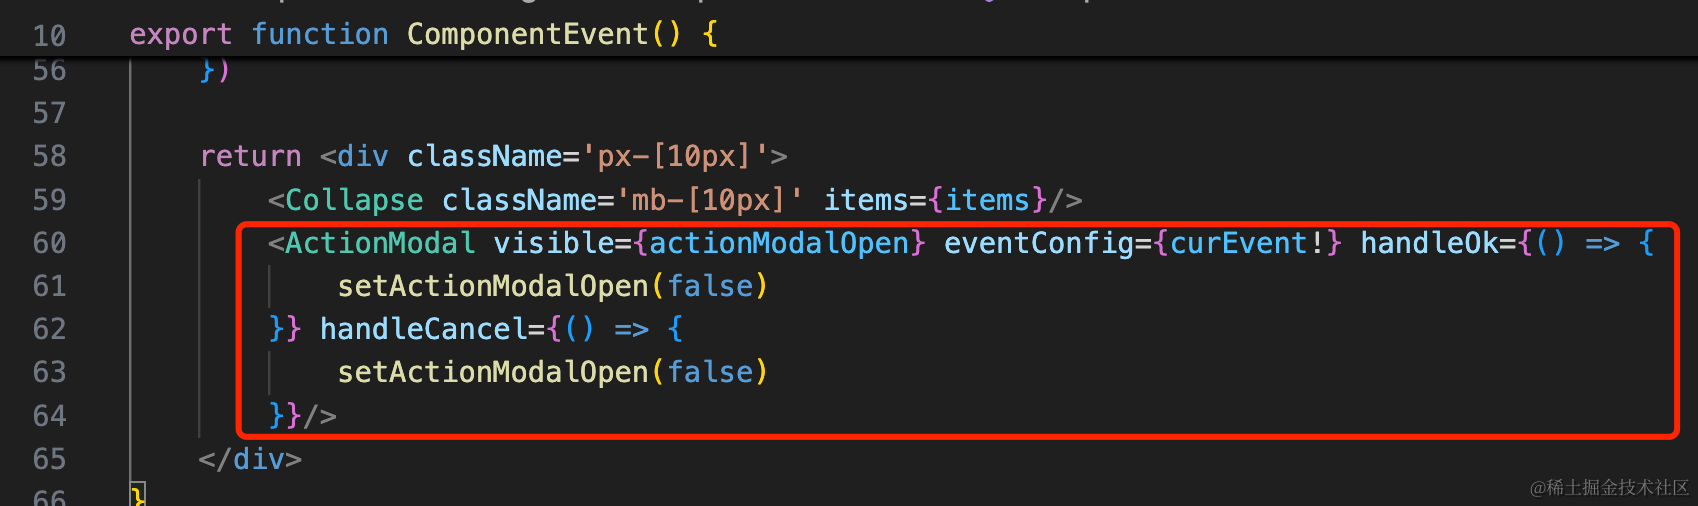 10 export function ComponentEvent() {
56 })
57
58 return <div className='px-[10px]'>
59 <Collapse className='mb-[10px]' items={items}/>
60 <ActionModal visible={actionModalOpen} eventConfig={curEvent!} handleOk={() => {
61 setActionModalOpen(false)
62 }} handleCancel={() => {
63 setActionModalOpen(false)
64 }}/>
65 </div>
66 }
@稀土掘金技术社区